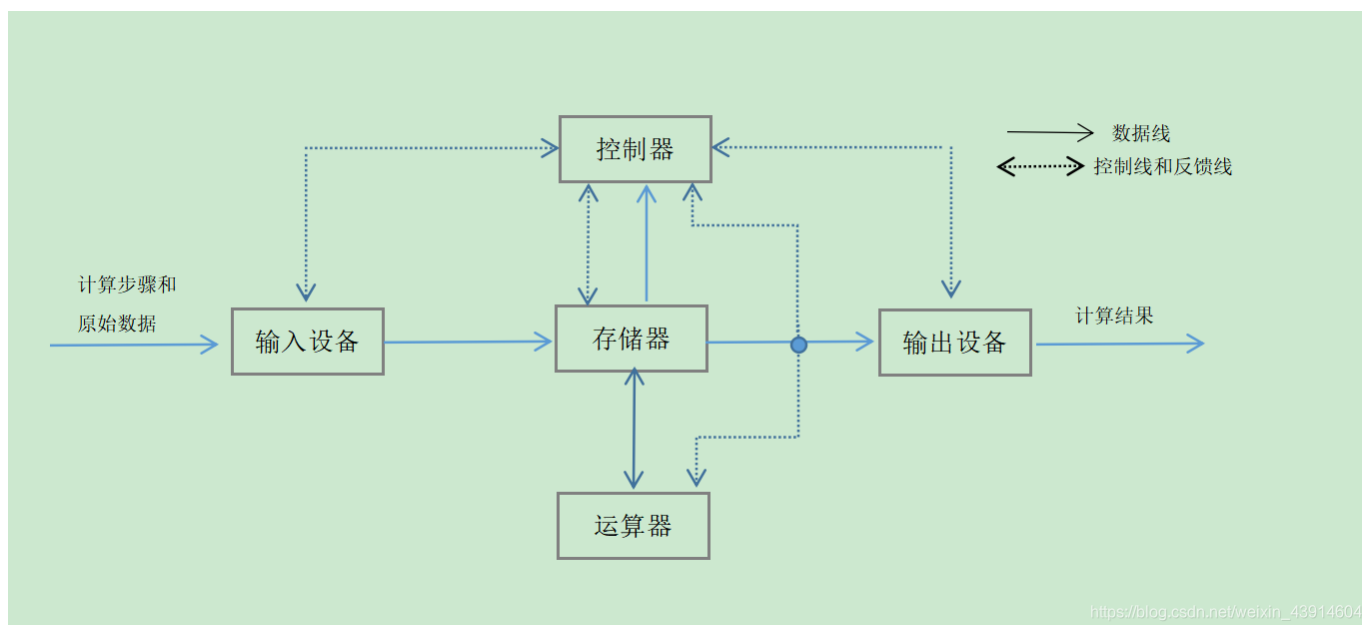 控制器
数据线
控制线和反馈线
计算步骤和
原始数据
输入设备
存储器
输出设备
计算结果
运算器
https://blog.csdn.net/weixin_43914604